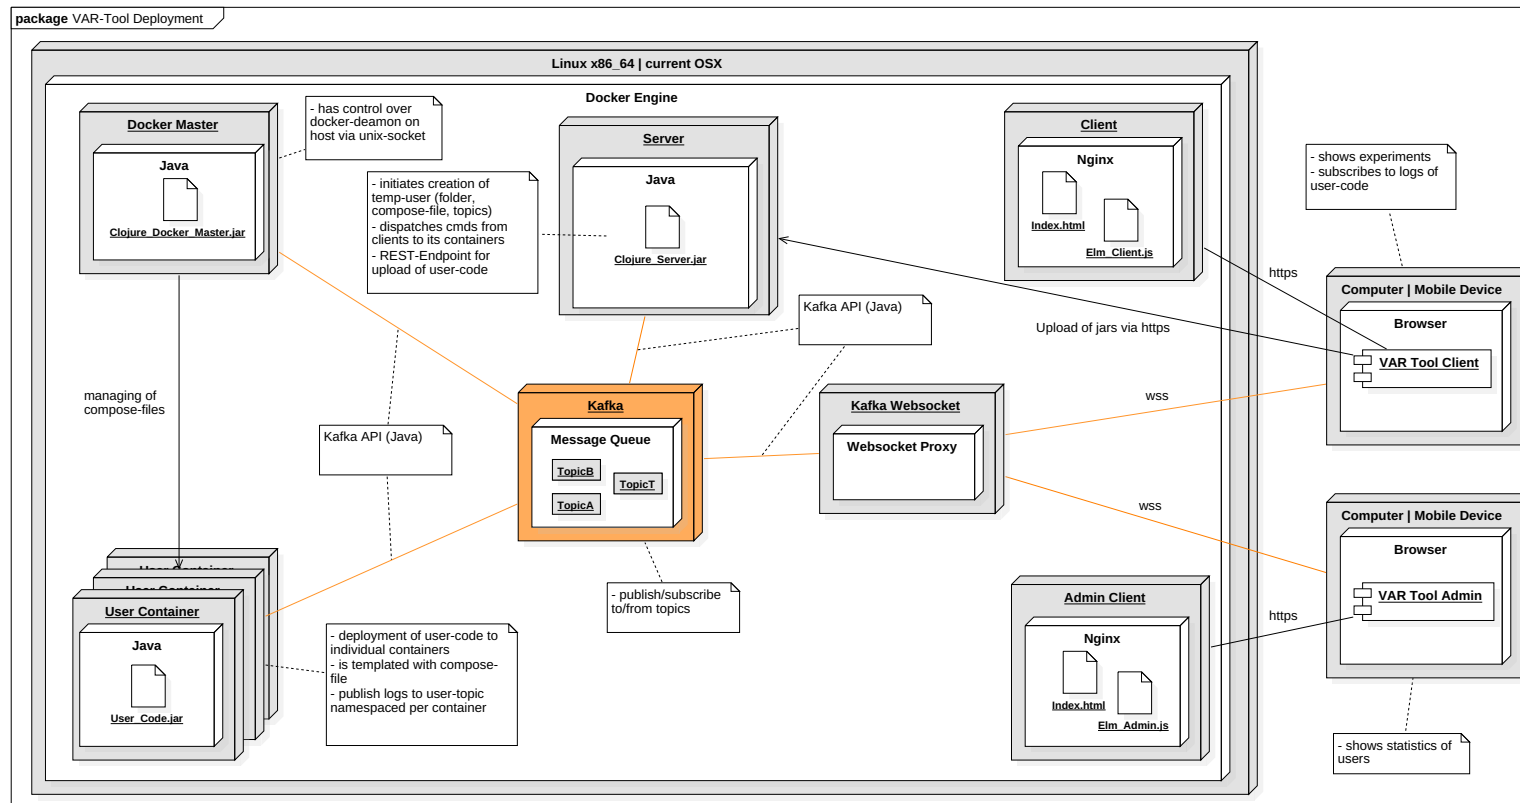 package VAR-Tool Deployment
Linux x86_64 | current OSX
Docker Engine
Docker Master
Java
Clojure_Docker_Master.jar
- has control over
docker-deamon on
host via unix-socket
Server
Java
Clojure_Server.jar
- initiates creation of
temp-user (folder,
compose-file, topics)
- dispatches cmds from
clients to its containers
- REST-Endpoint for
upload of user-code
Client
Nginx
Index.html
Elm_Client.js
- shows experiments
- subscribes to logs of
user-code
https
Upload of jars via https
Computer | Mobile Device
Browser
VAR Tool Client
Kafka API (Java)
managing of
compose-files
Kafka API (Java)
Kafka
Message Queue
TopicB
TopicT
TopicA
Kafka Websocket
Websocket Proxy
wss
wss
Computer | Mobile Device
Browser
VAR Tool Admin
- publish/subscribe
to/from topics
User Container
User Container
User Container
Java
User_Code.jar
- deployment of user-code to
individual containers
- is templated with compose-
file
- publish logs to user-topic
namespaced per container
Admin Client
Nginx
Index.html
Elm_Admin.js
https
- shows statistics of
users